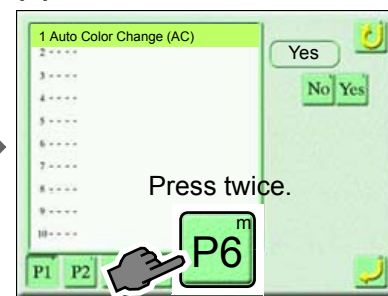 1 Auto Color Change (AC)
2 - - - -
3 - - - -
4 - - - -
5 - - - -
6 - - - -
7 - - - -
8 - - - -
9 - - - -
10 - - - -
Yes
No Yes
Press twice.
m
P6
P1 P2